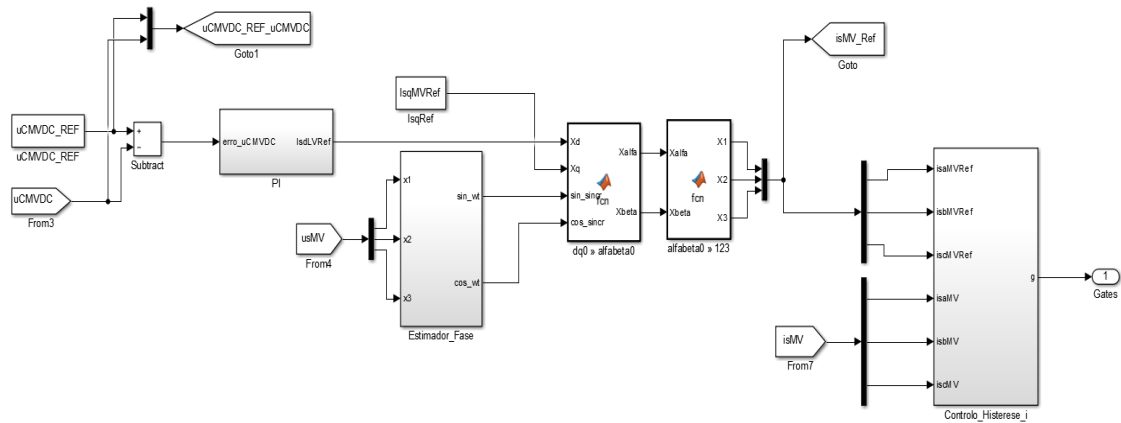 uCMVDC_REF_uCMVDC
Goto1
isMV_Ref
Goto
IsqMVRef
IsqRef
uCMVDC_REF
uCMVDC_REF
+
−
Subtract
erro_uCMVDC
IsdLVRef
PI
uCMVDC
From3
usMV
From4
x1
x2
x3
sin_wt
cos_wt
Estimador_Fase
Xd
Xq
sin_sincr
cos_sincr
fcn
Xalfa
Xbeta
dq0 » alfabeta0
Xalfa
Xbeta
fcn
X1
X2
X3
alfabeta0 » 123
isaMVRef
isbMVRef
iscMVRef
isaMV
isbMV
iscMV
g
Controlo_Histerese_i
isMV
From7
1
Gates